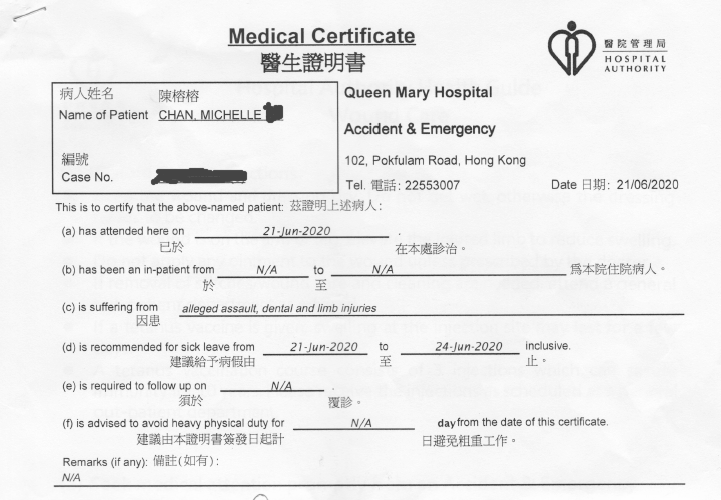 Medical Certificate
醫生證明書
醫院管理局
HOSPITAL
AUTHORITY
病人姓名 陳榕榕
Name of Patient CHAN, MICHELLE
編號
Case No.
Queen Mary Hospital
Accident & Emergency
102, Pokfulam Road, Hong Kong
Tel. 電話: 22553007 Date 日期: 21/06/2020
This is to certify that the above-named patient: 茲證明上述病人:
(a) has attended here on 21-Jun-2020 .
已於 在本處診治。
(b) has been an in-patient from N/A to N/A 爲本院住院病人。
於 至
(c) is suffering from alleged assault, dental and limb injuries
因患
(d) is recommended for sick leave from 21-Jun-2020 to 24-Jun-2020 inclusive.
建議給予病假由 至 止。
(e) is required to follow up on N/A .
須於 覆診。
(f) is advised to avoid heavy physical duty for N/A day from the date of this certificate.
建議由本證明書簽發日起計 日避免粗重工作。
Remarks (if any): 備註(如有):
N/A